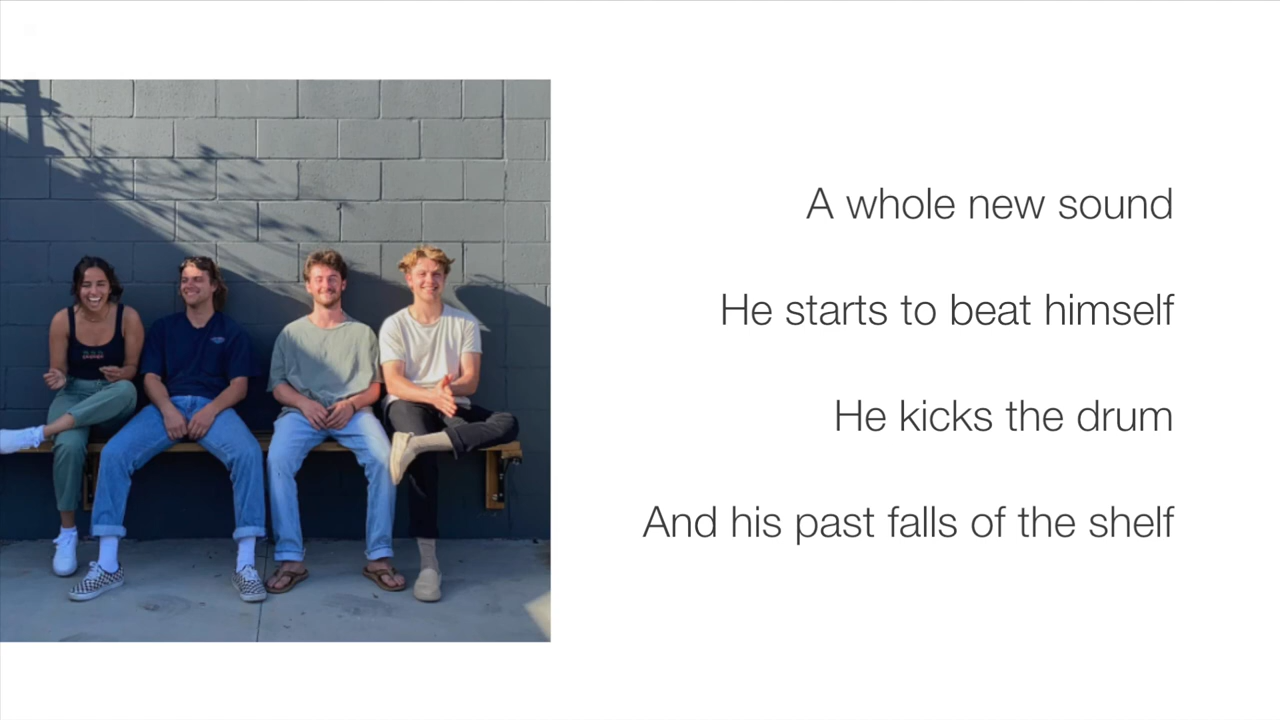 A whole new sound
He starts to beat himself
He kicks the drum
And his past falls of the shelf